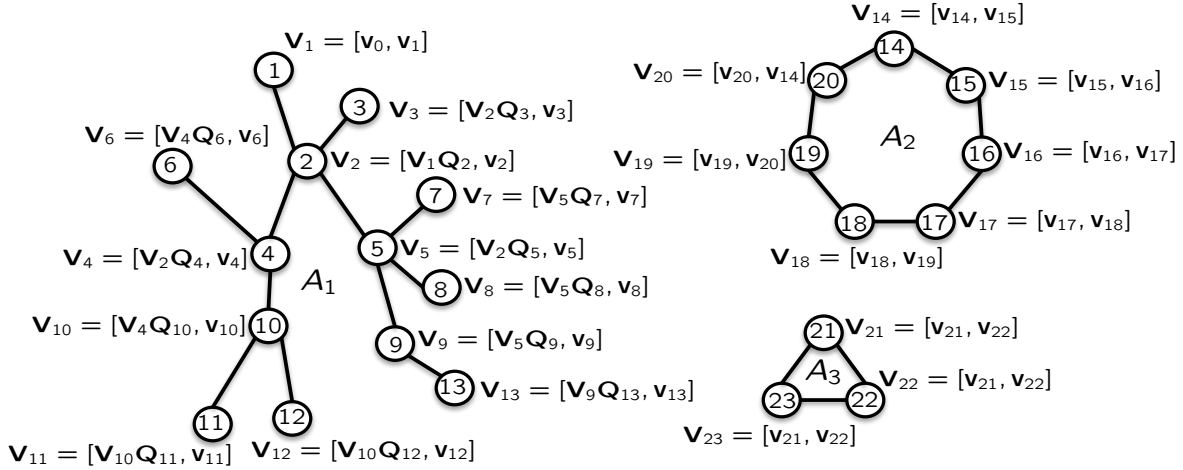 V₁ = [v₀, v₁]
1
3
V₃ = [V₂Q₃, v₃]
V₆ = [V₄Q₆, v₆]
6
2
V₂ = [V₁Q₂, v₂]
7
V₇ = [V₅Q₇, v₇]
4
V₄ = [V₂Q₄, v₄]
A₁
5
V₅ = [V₂Q₅, v₅]
8
V₈ = [V₅Q₈, v₈]
V₁₀ = [V₄Q₁₀, v₁₀]
10
9
V₉ = [V₅Q₉, v₉]
13
V₁₃ = [V₉Q₁₃, v₁₃]
11
12
V₁₁ = [V₁₀Q₁₁, v₁₁]
V₁₂ = [V₁₀Q₁₂, v₁₂]
V₁₄ = [v₁₄, v₁₅]
14
V₂₀ = [v₂₀, v₁₄]
20
15
V₁₅ = [v₁₅, v₁₆]
A₂
V₁₉ = [v₁₉, v₂₀]
19
16
V₁₆ = [v₁₆, v₁₇]
18
17
V₁₇ = [v₁₇, v₁₈]
V₁₈ = [v₁₈, v₁₉]
21
V₂₁ = [v₂₁, v₂₂]
A₃
23
22
V₂₂ = [v₂₁, v₂₂]
V₂₃ = [v₂₁, v₂₂]